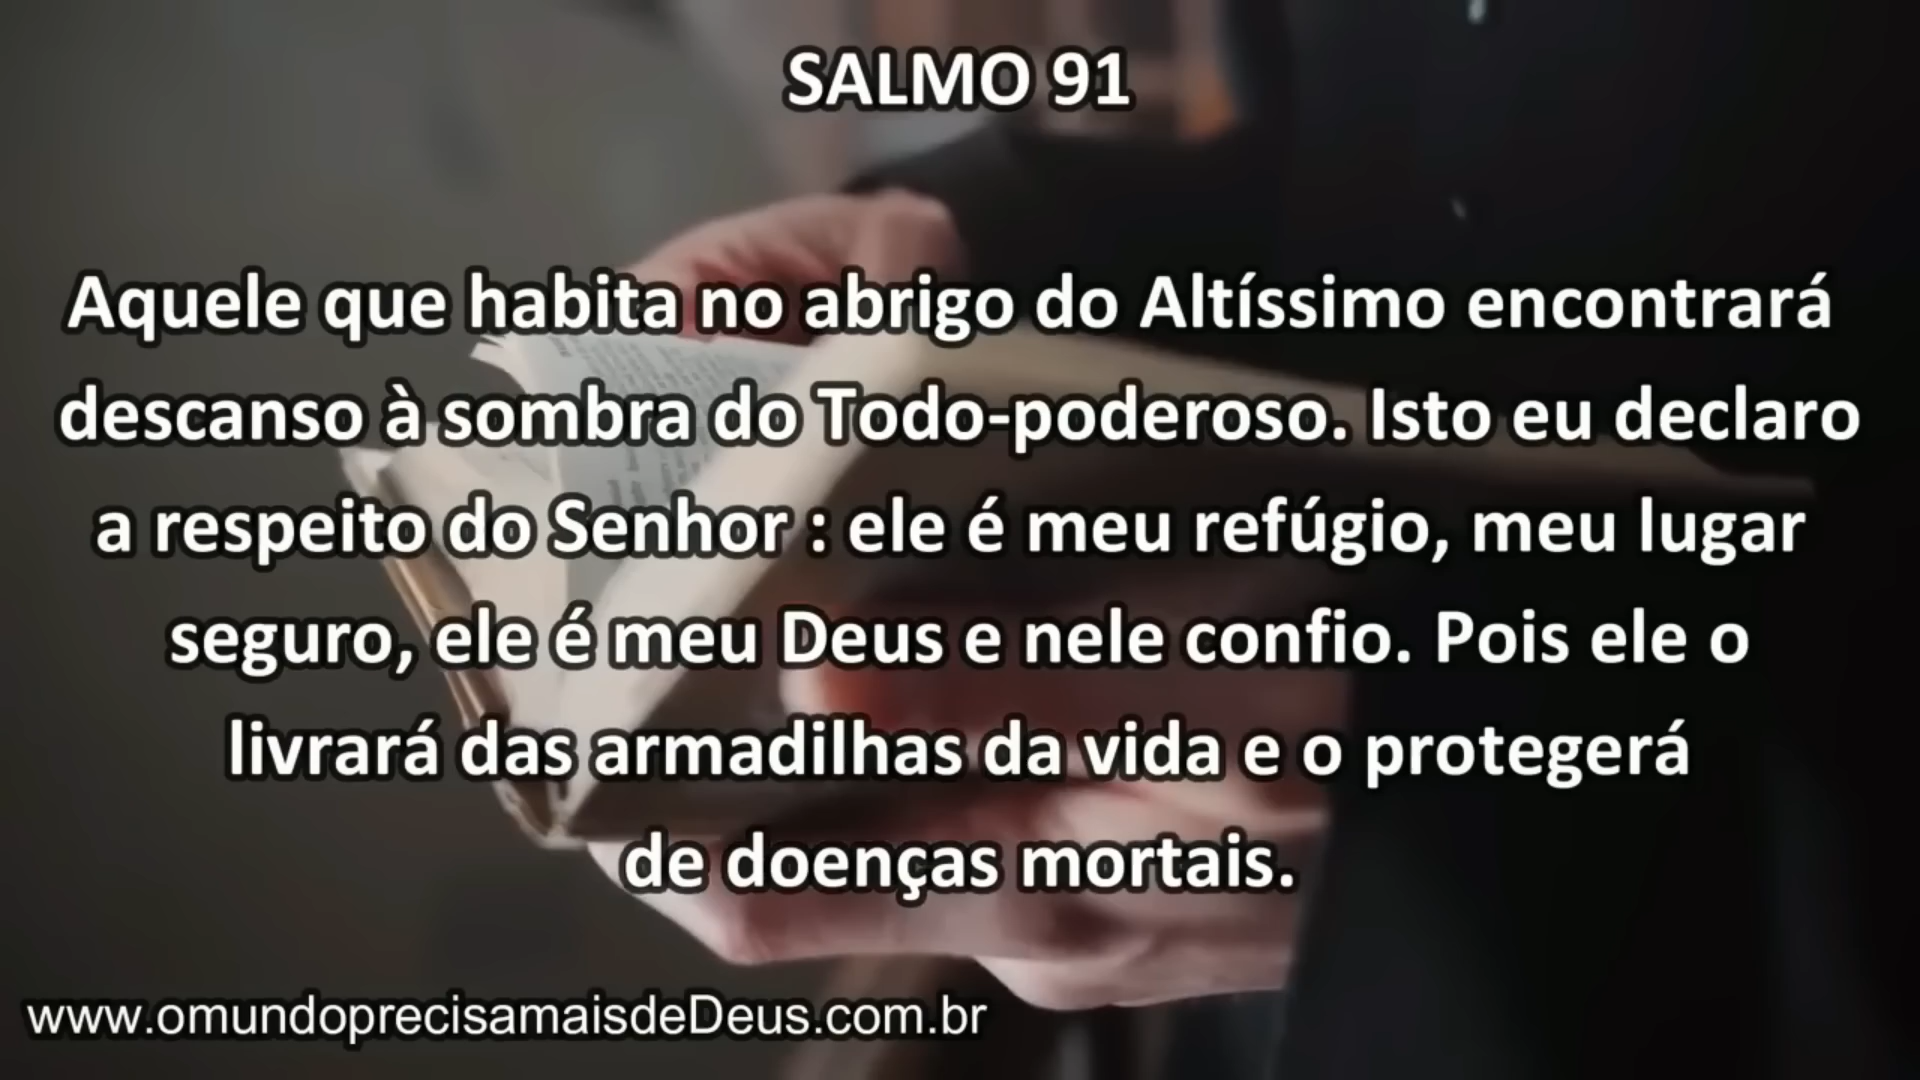 SALMO 91
Aquele que habita no abrigo do Altíssimo encontrará
descanso à sombra do Todo-poderoso. Isto eu declaro
a respeito do Senhor : ele é meu refúgio, meu lugar
seguro, ele é meu Deus e nele confio. Pois ele o
livrará das armadilhas da vida e o protegerá
de doenças mortais.
www.omundoprecisamaisdeDeus.com.br